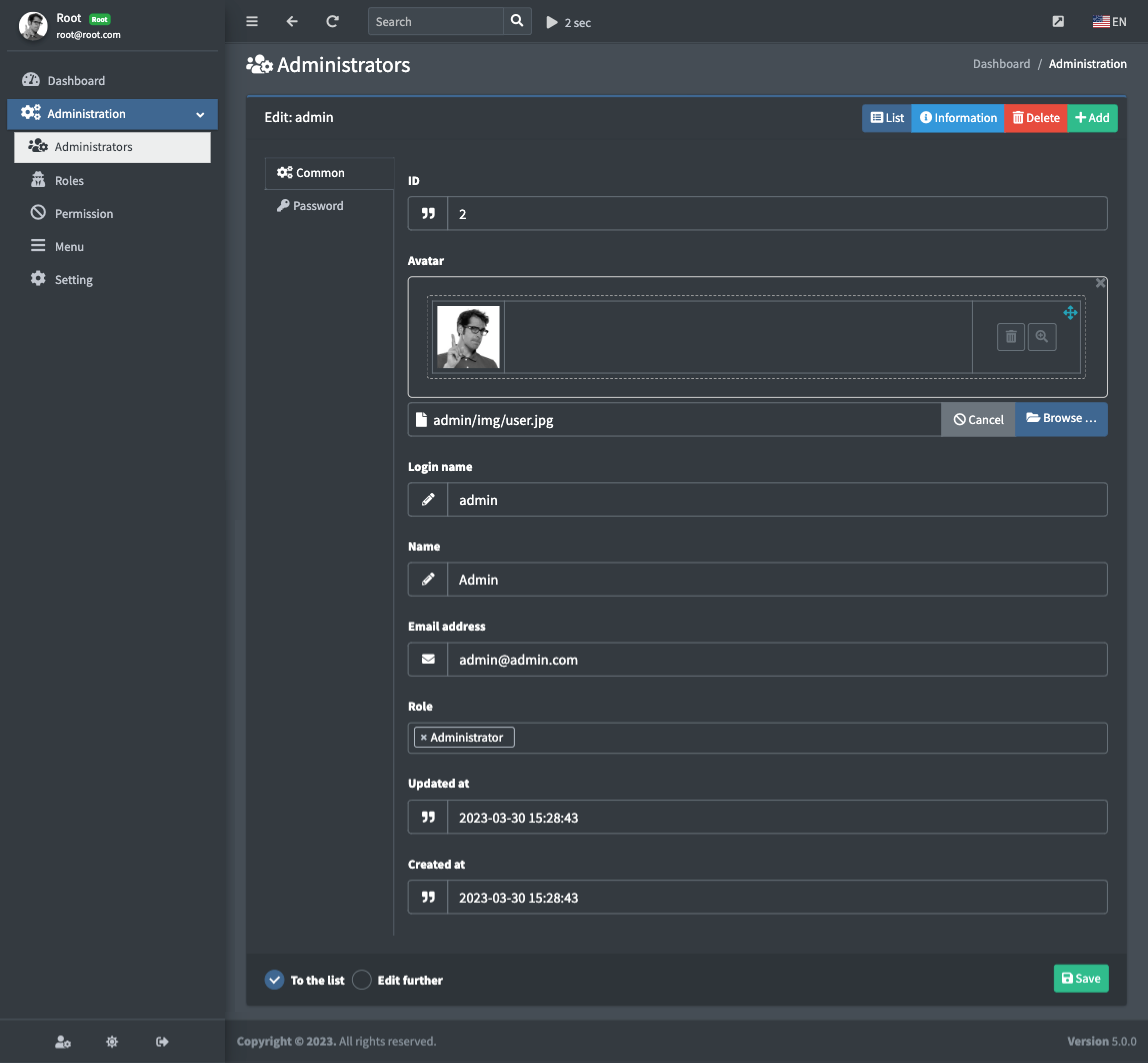 Root Root
root@root.com
Search
2 sec
EN
Dashboard
Administration
Administrators
Roles
Permission
Menu
Setting
Administrators
Dashboard / Administration
Edit: admin
List Information Delete Add
Common
Password
ID
2
Avatar
admin/img/user.jpg
Cancel Browse ...
Login name
admin
Name
Admin
Email address
admin@admin.com
Role
× Administrator
Updated at
2023-03-30 15:28:43
Created at
2023-03-30 15:28:43
To the list Edit further
Save
Copyright © 2023. All rights reserved.
Version 5.0.0